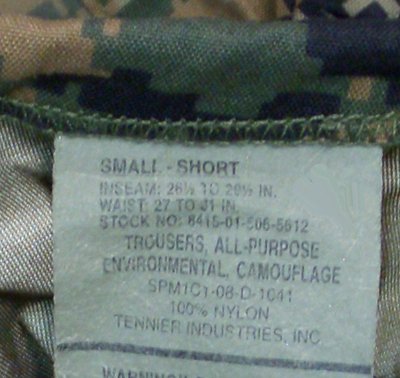 SMALL - SHORT
INSEAM: 26½ TO 29½ IN.
WAIST: 27 TO 31 IN.
STOCK NO: 8415-01-506-5612
TROUSERS, ALL-PURPOSE
ENVIRONMENTAL, CAMOUFLAGE
SPM1C1-08-D-1041
100% NYLON
TENNIER INDUSTRIES, INC.